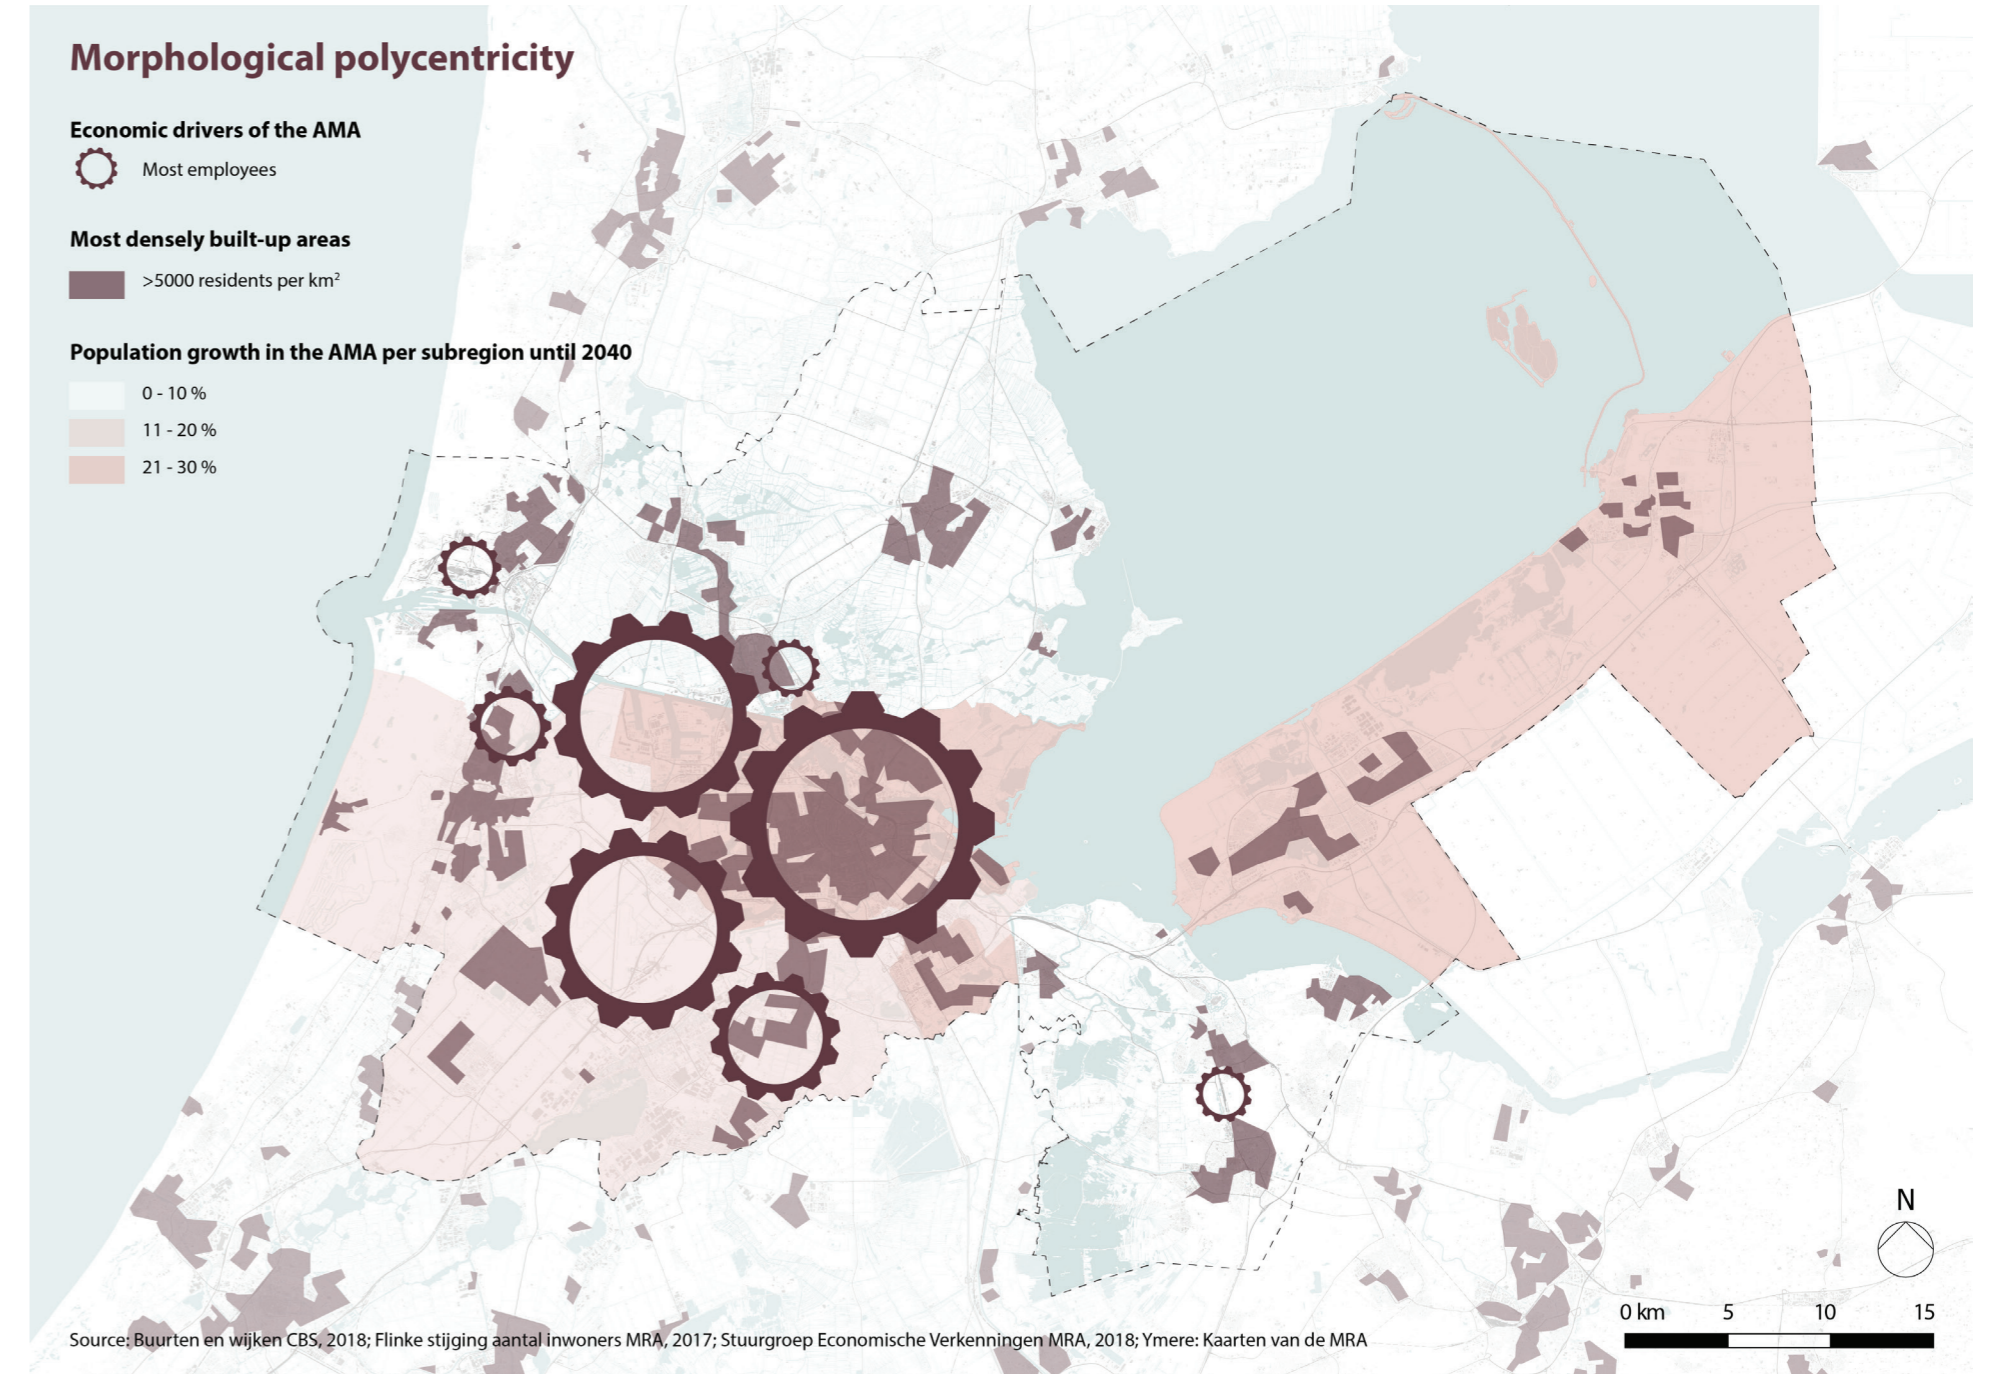 Morphological polycentricity
Economic drivers of the AMA
Most employees
Most densely built-up areas
>5000 residents per km²
Population growth in the AMA per subregion until 2040
0 - 10 %
11 - 20 %
21 - 30 %
N
0 km 5 10 15
Source: Buurten en wijken CBS, 2018; Flinke stijging aantal inwoners MRA, 2017; Stuurgroep Economische Verkenningen MRA, 2018; Ymere: Kaarten van de MRA